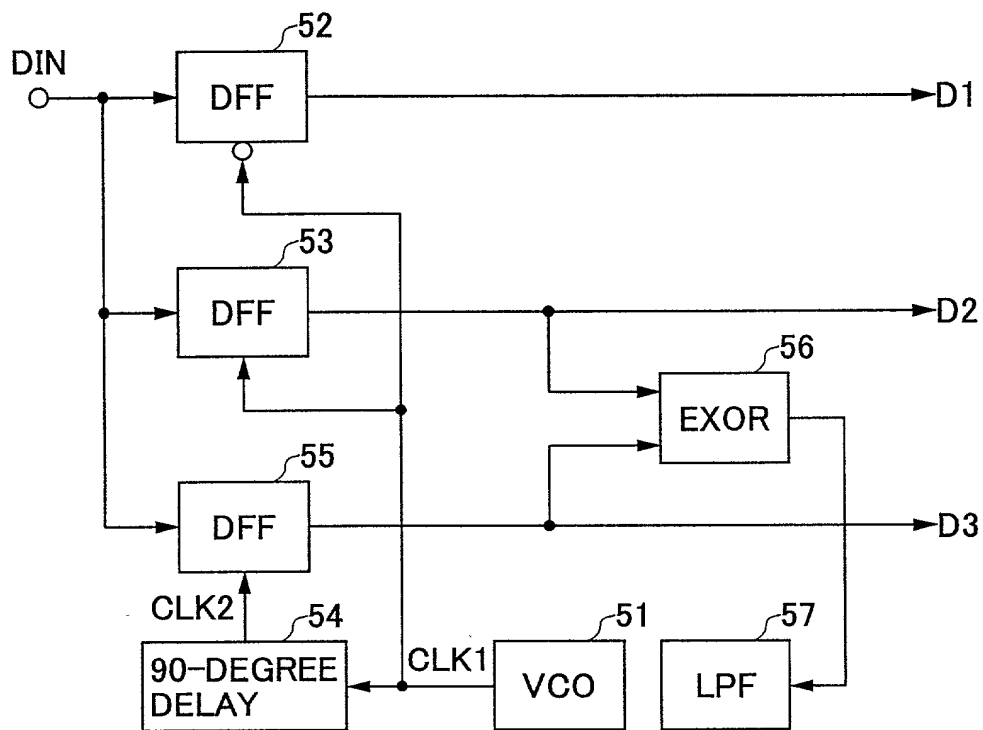 52
DIN
DFF
D1
53
DFF
D2
56
EXOR
55
DFF
D3
CLK2
54
51
57
90-DEGREE
DELAY
CLK1
VCO
LPF